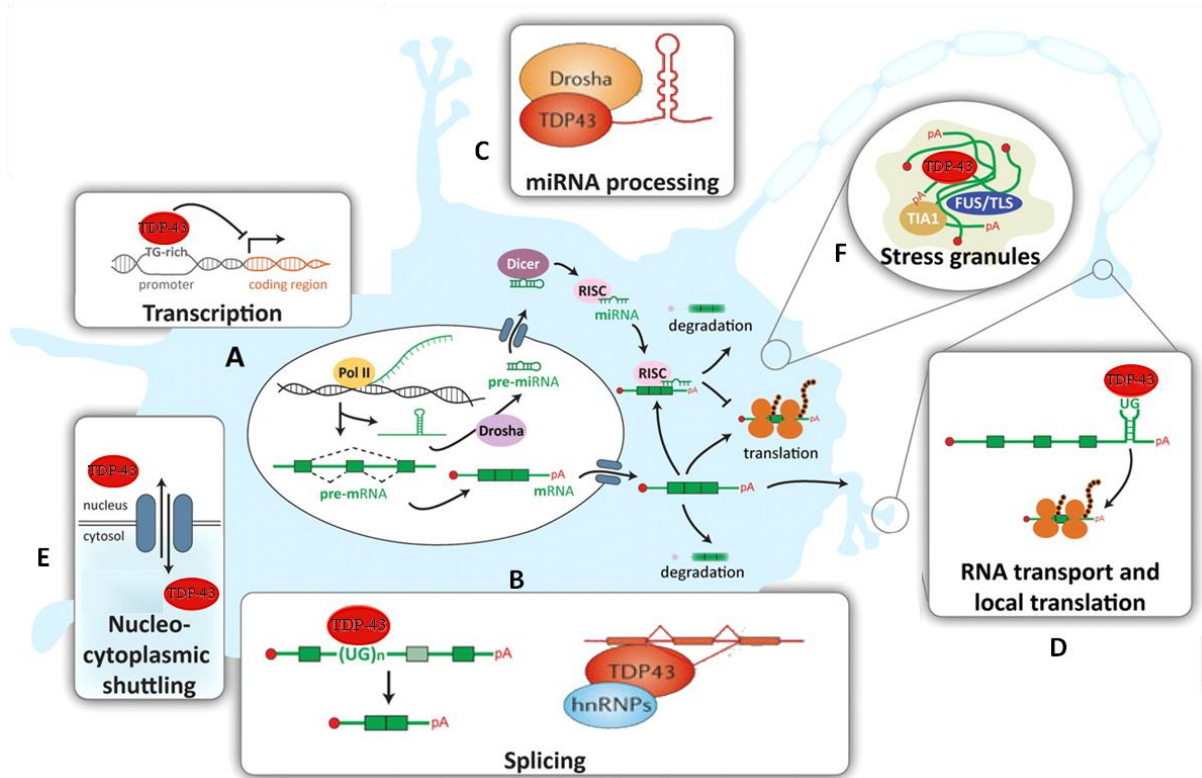 C
Drosha
TDP43
miRNA processing
TDP-43
TG-rich
promoter
coding region
Transcription
A
F
pA
TDP-43
pA
FUS/TLS
TIA1
pA
Stress granules
Dicer
RISC
miRNA
degradation
Pol II
pre-miRNA
RISC
pA
Drosha
pA
translation
pre-mRNA
pA
mRNA
pA
degradation
TDP-43
UG
pA
pA
RNA transport and
local translation
D
E
TDP-43
nucleus
cytosol
TDP-43
Nucleo-
cytoplasmic
shuttling
B
TDP-43
(UG)n
pA
pA
TDP43
hnRNPs
Splicing